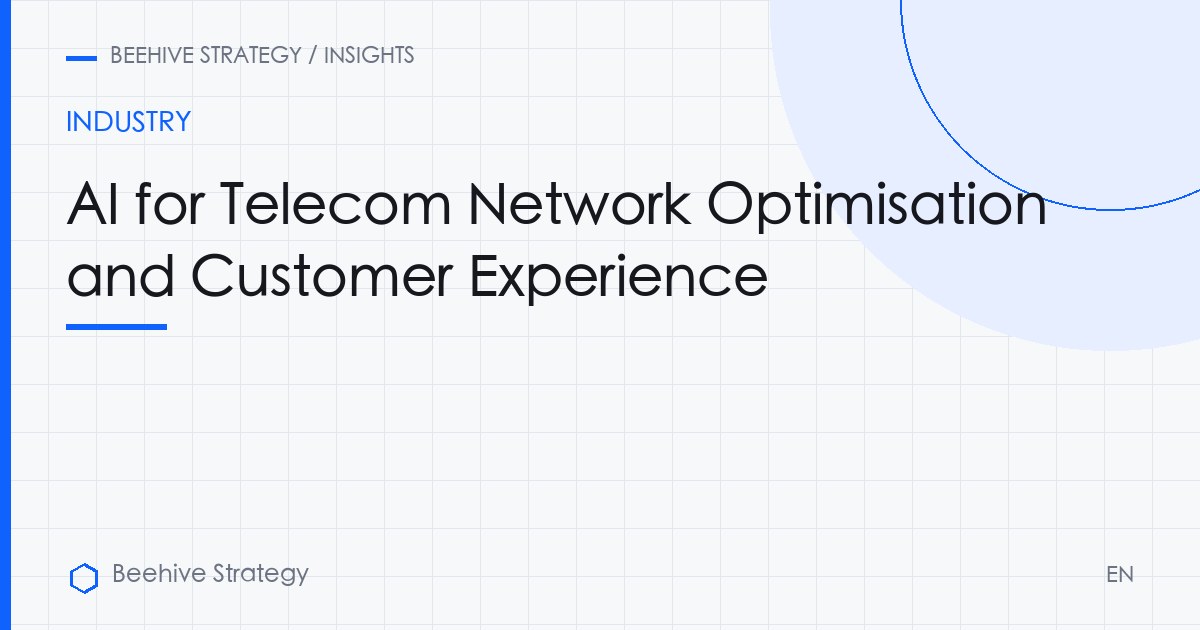 BEEHIVE STRATEGY / INSIGHTS
INDUSTRY
AI for Telecom Network Optimisation
and Customer Experience
Beehive Strategy
EN